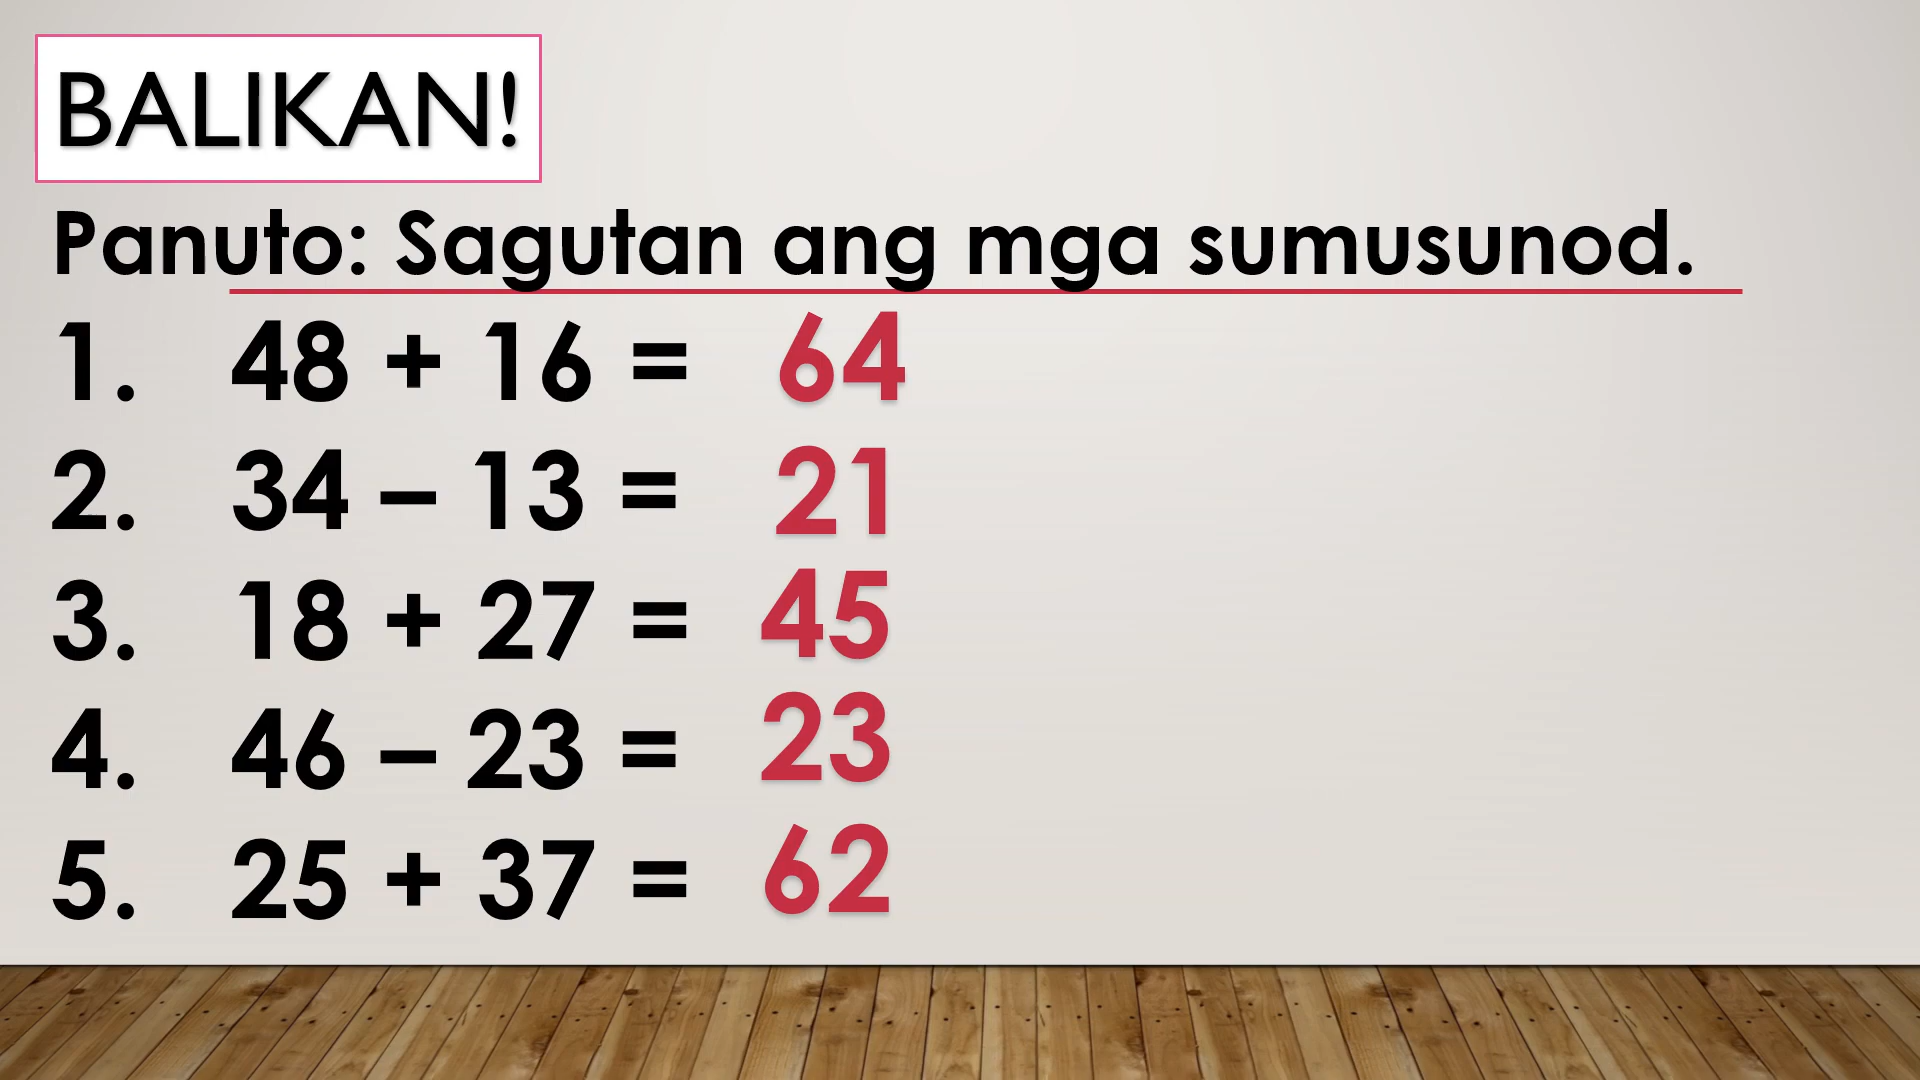 BALIKAN!
Panuto: Sagutan ang mga sumusunod.
1. 48 + 16 = 64
2. 34 – 13 = 21
3. 18 + 27 = 45
4. 46 – 23 = 23
5. 25 + 37 = 62